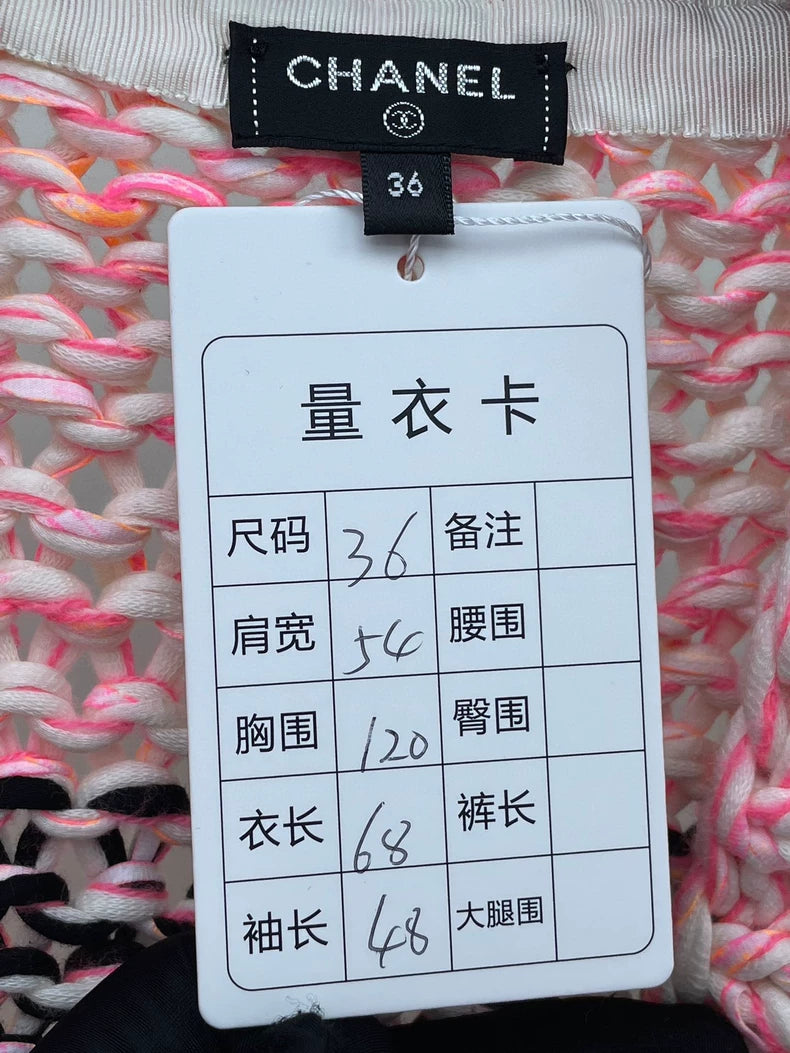 CHANEL
36
量衣卡
尺码 36 备注
肩宽 54 腰围
胸围 120 臀围
衣长 68 裤长
袖长 48 大腿围